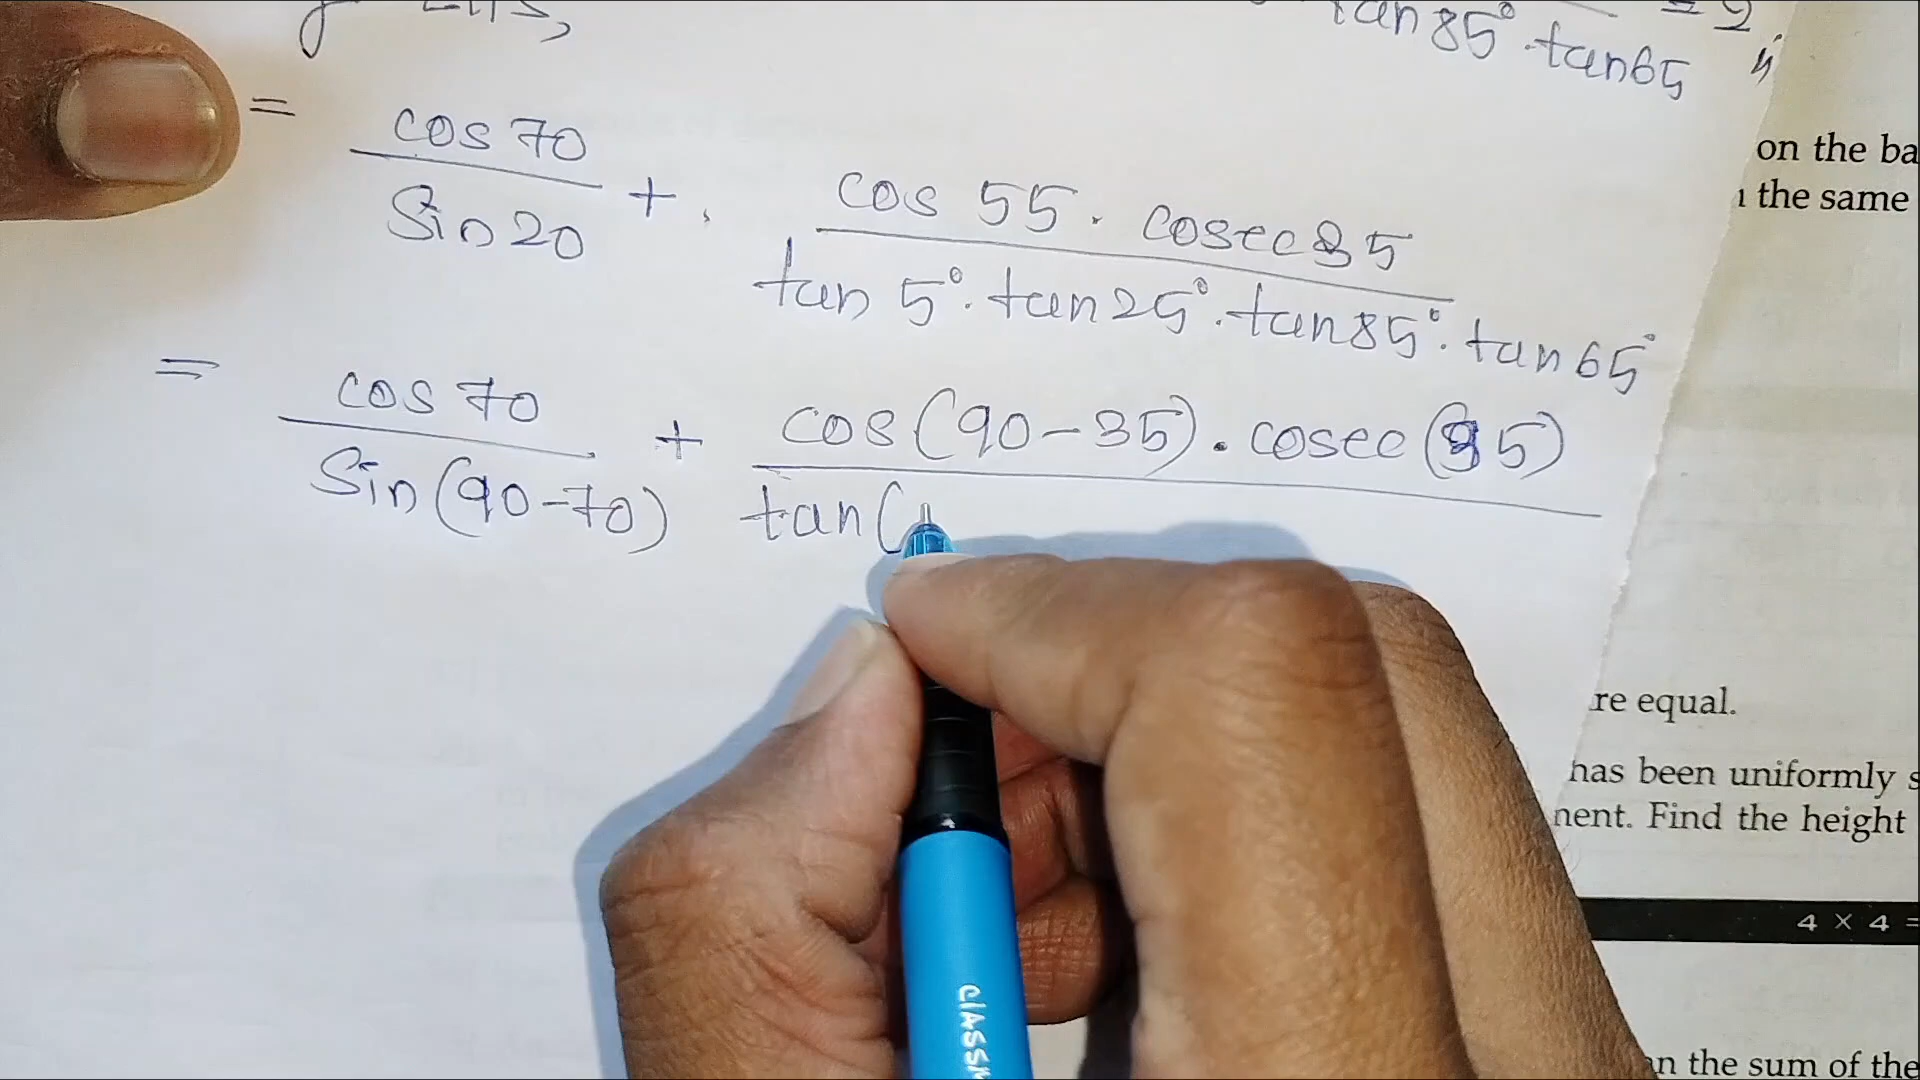 = 2
tan 85° . tan 65
= cos 70 / Sin 20 + cos 55 . cosec 35 / tan 5° . tan 25° . tan 85° . tan 65°
= cos 70 / Sin (90-70) + cos (90-35) . cosec (35) / tan (
on the ba
the same
re equal.
has been uniformly s
nent. Find the height
4 × 4 =
an the sum of the
CLASSM